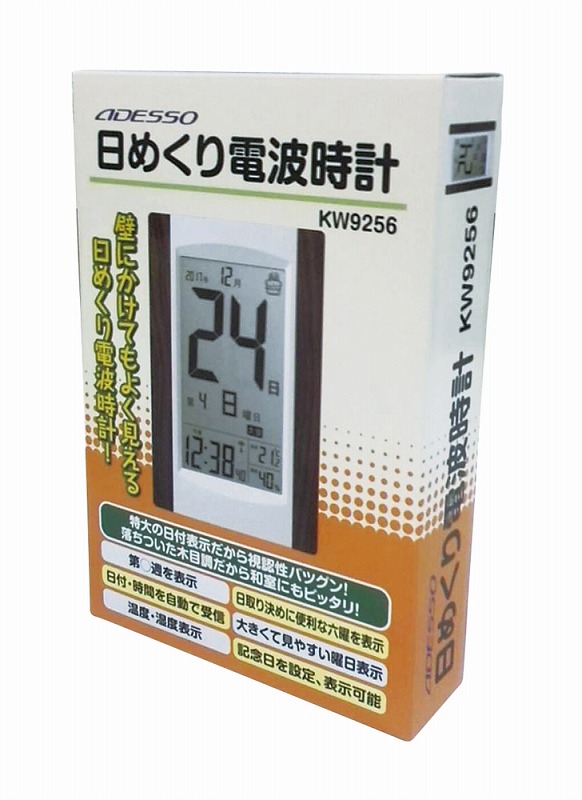 ADESSO
日めくり電波時計
KW9256
壁にかけてもよく見える
日めくり電波時計！
2017年 12月
24日
第4 日 曜日
12:38 40
21.5
40%
特大の日付表示だから視認性バツグン！
落ちついた木目調だから和室にもピッタリ！
第○週を表示
日取り決めに便利な六曜を表示
日付・時間を自動で受信
大きくて見やすい曜日表示
温度・湿度表示
記念日を設定、表示可能
24
KW9256
ADESSO
日めくり電波時計